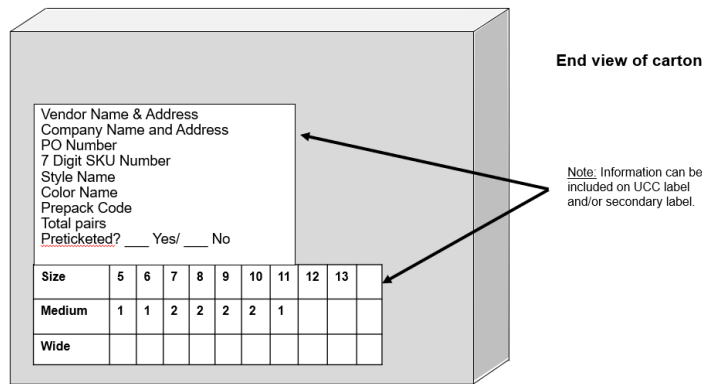 End view of carton
Vendor Name & Address
Company Name and Address
PO Number
7 Digit SKU Number
Style Name
Color Name
Prepack Code
Total pairs
Preticketed? ___ Yes/ ___ No
Note: Information can be
included on UCC label
and/or secondary label.
Size 5 6 7 8 9 10 11 12 13
Medium 1 1 2 2 2 2 1
Wide